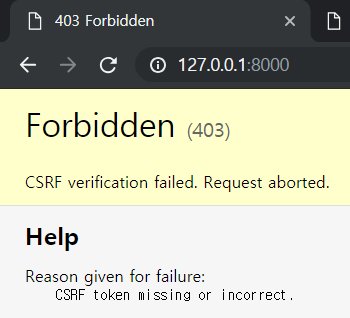 403 Forbidden
127.0.0.1:8000
Forbidden (403)
CSRF verification failed. Request aborted.
Help
Reason given for failure:
CSRF token missing or incorrect.